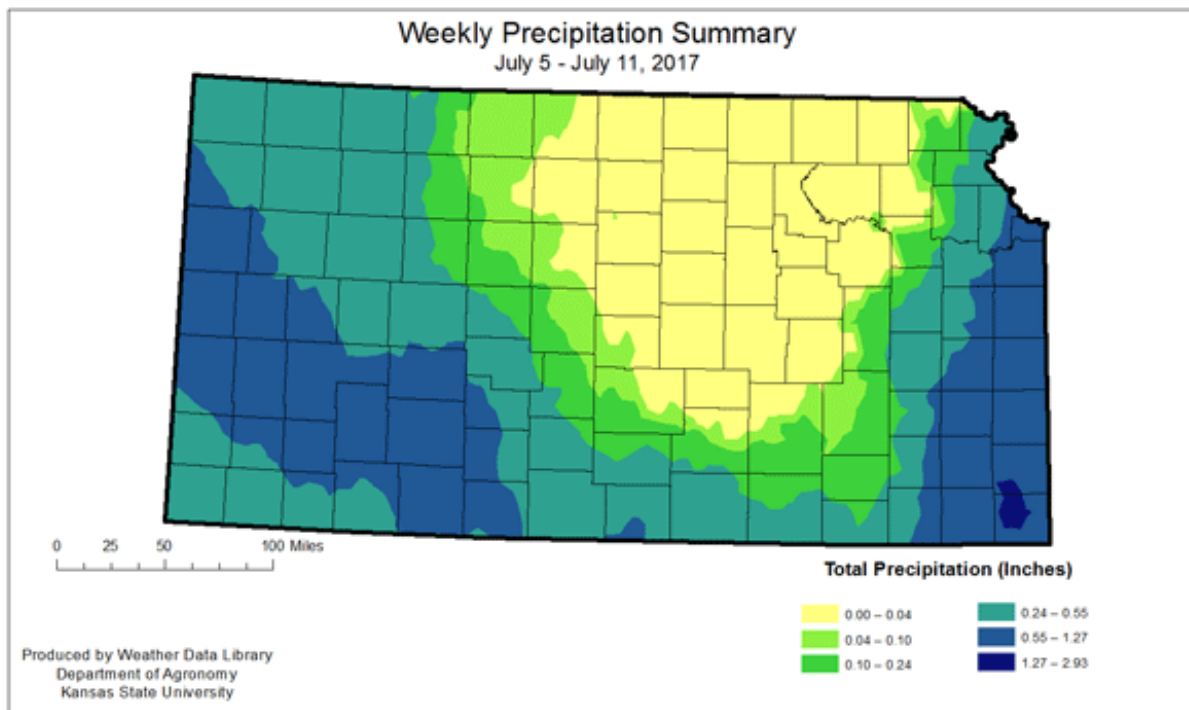 Weekly Precipitation Summary
July 5 - July 11, 2017
0 25 50 100 Miles
Total Precipitation (Inches)
0.00 – 0.04
0.04 – 0.10
0.10 – 0.24
0.24 – 0.55
0.55 – 1.27
1.27 – 2.93
Produced by Weather Data Library
Department of Agronomy
Kansas State University